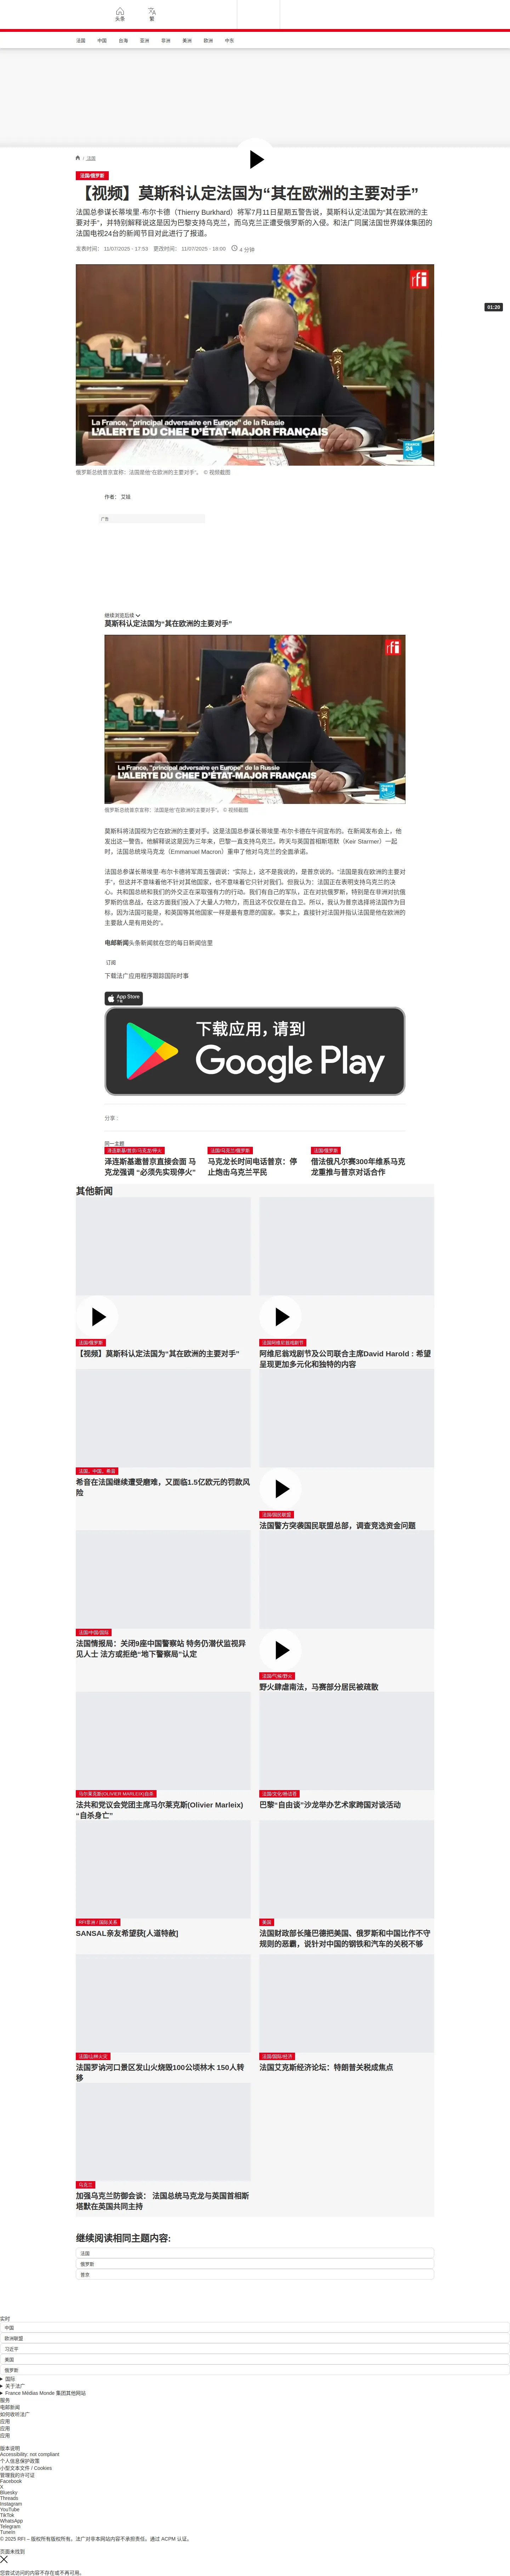 头条
繁
法国
中国
台海
亚洲
非洲
美洲
欧洲
中东
/ 法国
法国/俄罗斯
【视频】莫斯科认定法国为“其在欧洲的主要对手”
法国总参谋长蒂埃里·布尔卡德（Thierry Burkhard）将军7月11日星期五警告说，莫斯科认定法国为“其在欧洲的主
要对手”，并特别解释说这是因为巴黎支持乌克兰，而乌克兰正遭受俄罗斯的入侵。和法广同属法国世界媒体集团的
法国电视24台的新闻节目对此进行了报道。
发表时间： 11/07/2025 - 17:53 更改时间： 11/07/2025 - 18:00 4 分钟
rfi
01:20
La France, "principal adversaire en Europe" de la Russie
L'ALERTE DU CHEF D'ÉTAT-MAJOR FRANÇAIS
FRANCE 24
俄罗斯总统普京宣称：法国是他“在欧洲的主要对手”。 © 视频截图
作者： 艾娃
广告
继续浏览后续
莫斯科认定法国为“其在欧洲的主要对手”
rfi
La France, "principal adversaire en Europe" de la Russie
L'ALERTE DU CHEF D'ÉTAT-MAJOR FRANÇAIS
FRANCE 24
俄罗斯总统普京宣称：法国是他“在欧洲的主要对手”。 © 视频截图
莫斯科将法国视为它在欧洲的主要对手。这是法国总参谋长蒂埃里·布尔卡德在午间宣布的。在新闻发布会上，他
发出这一警告。他解释说这是因为三年来，巴黎一直支持乌克兰。昨天与英国首相斯塔默（Keir Starmer）一起
时，法国总统埃马克龙（Emmanuel Macron）重申了他对乌克兰的全面承诺。
法国总参谋长蒂埃里·布尔卡德将军周五强调说：“实际上，这不是我说的，是普京说的。“法国是我在欧洲的主要对
手”。但这并不意味着他不针对其他国家，也不意味着它只针对我们。但我认为：法国正在表明支持乌克兰的决
心。共和国总统和我们的外交正在采取强有力的行动。我们有自己的军队，正在对抗俄罗斯，特别是在非洲对抗俄
罗斯的信息战。在这方面我们投入了大量人力物力，而且这不仅仅是在自卫。所以，我认为普京选择将法国作为目
标，因为法国可能是，和英国等其他国家一样是最有意愿的国家。事实上，直接针对法国并指认法国是他在欧洲的
主要敌人是有用处的”。
电邮新闻头条新闻就在您的每日新闻信里
订阅
下载法广应用程序跟踪国际时事
App Store
下载应用，请到
Google Play
分享 :
同一主题
泽连斯基/普京/马克龙/停火
泽连斯基邀普京直接会面 马
克龙强调 “必须先实现停火”
法国/乌克兰/俄罗斯
马克龙长时间电话普京：停
止炮击乌克兰平民
法国/俄罗斯
借法俄凡尔赛300年维系马克
龙重推与普京对话合作
其他新闻
法国/俄罗斯
【视频】莫斯科认定法国为“其在欧洲的主要对手”
法国阿维尼翁戏剧节
阿维尼翁戏剧节及公司联合主席David Harold : 希望
呈现更加多元化和独特的内容
法国、中国、希音
希音在法国继续遭受磨难，又面临1.5亿欧元的罚款风
险
法国/国民联盟
法国警方突袭国民联盟总部，调查竞选资金问题
法国/中国/国际
法国情报局：关闭9座中国警察站 特务仍潜伏监视异
见人士 法方或拒绝“地下警察局”认定
法国/气候/野火
野火肆虐南法，马赛部分居民被疏散
马尔莱克斯(OLIVIER MARLEIX)自杀
法共和党议会党团主席马尔莱克斯(Olivier Marleix)
“自杀身亡”
法国/文化/移动剪
巴黎“自由谈”沙龙举办艺术家跨国对谈活动
RFI非洲 / 国际关系
SANSAL亲友希望获[人道特赦]
美国
法国财政部长隆巴德把美国、俄罗斯和中国比作不守
规则的恶霸，说针对中国的钢铁和汽车的关税不够
法国/山林火灾
法国罗讷河口景区发山火烧毁100公顷林木 150人转
移
法国/国际/经济
法国艾克斯经济论坛：特朗普关税成焦点
乌克兰
加强乌克兰防御会谈： 法国总统马克龙与英国首相斯
塔默在英国共同主持
继续阅读相同主题内容:
法国
俄罗斯
普京
实时
中国
欧洲联盟
习近平
美国
俄罗斯
国际
关于法广
France Médias Monde 集团其他网站
服务
电邮新闻
如何收听法广
应用
应用
应用
版本说明
Accessibility: not compliant
个人信息保护政策
小型文本文件 / Cookies
管理我的许可证
Facebook
X
Bluesky
Threads
Instagram
YouTube
TikTok
WhatsApp
Telegram
TuneIn
© 2025 RFI – 版权所有版权所有。法广对非本网站内容不承担责任。通过 ACPM 认证。
页面未找到
您尝试访问的内容不存在或不再可用。